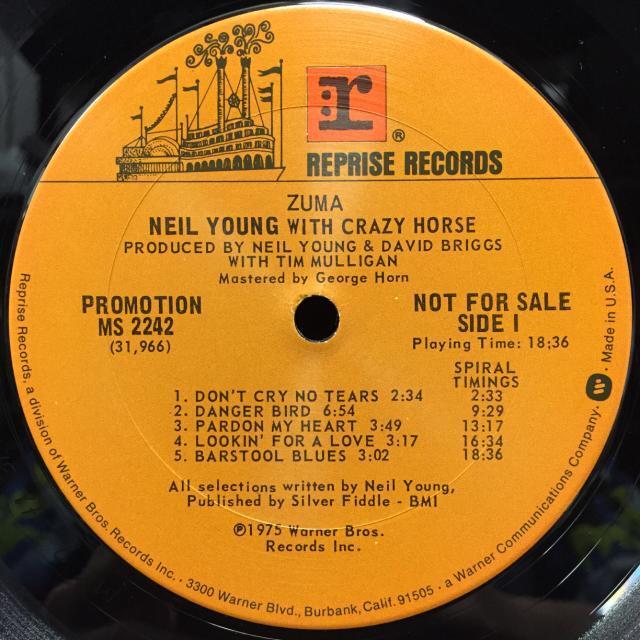 r
®
REPRISE RECORDS
ZUMA
NEIL YOUNG WITH CRAZY HORSE
PRODUCED BY NEIL YOUNG & DAVID BRIGGS
WITH TIM MULLIGAN
Mastered by George Horn
PROMOTION
MS 2242
(31,966)
NOT FOR SALE
SIDE 1
Playing Time: 18;36
SPIRAL
TIMINGS
1. DON'T CRY NO TEARS 2:34 2:33
2. DANGER BIRD 6:54 9:29
3. PARDON MY HEART 3:49 13:17
4. LOOKIN' FOR A LOVE 3:17 16:34
5. BARSTOOL BLUES 3:02 18:36
All selections written by Neil Young,
Published by Silver Fiddle - BMI
℗1975 Warner Bros.
Records Inc.
Reprise Records, a division of Warner Bros. Records Inc. · 3300 Warner Blvd., Burbank, Calif. 91505 · a Warner Communications Company · Made in U.S.A.